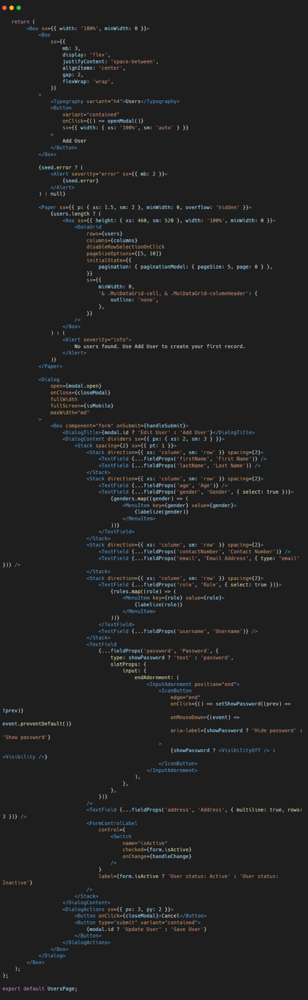 return (
<Box sx={{ width: '100%', minWidth: 0 }}>
<Box
sx={{
mb: 3,
display: 'flex',
justifyContent: 'space-between',
alignItems: 'center',
gap: 2,
flexWrap: 'wrap',
}}
>
<Typography variant="h4">Users</Typography>
<Button
variant="contained"
onClick={() => openModal()}
sx={{ width: { xs: '100%', sm: 'auto' } }}
>
Add User
</Button>
</Box>
{seed.error ? (
<Alert severity="error" sx={{ mb: 2 }}>
{seed.error}
</Alert>
) : null}
<Paper sx={{ p: { xs: 1.5, sm: 2 }, minWidth: 0, overflow: 'hidden' }}>
{users.length ? (
<Box sx={{ height: { xs: 460, sm: 520 }, width: '100%', minWidth: 0 }}>
<DataGrid
rows={users}
columns={columns}
disableRowSelectionOnClick
pageSizeOptions={[5, 10]}
initialState={{
pagination: { paginationModel: { pageSize: 5, page: 0 } },
}}
sx={{
minWidth: 0,
'& .MuiDataGrid-cell, & .MuiDataGrid-columnHeader': {
outline: 'none',
},
}}
/>
</Box>
) : (
<Alert severity="info">
No users found. Use Add User to create your first record.
</Alert>
)}
</Paper>
<Dialog
open={modal.open}
onClose={closeModal}
fullWidth
fullScreen={isMobile}
maxWidth="md"
>
<Box component="form" onSubmit={handleSubmit}>
<DialogTitle>{modal.id ? 'Edit User' : 'Add User'}</DialogTitle>
<DialogContent dividers sx={{ px: { xs: 2, sm: 3 } }}>
<Stack spacing={2} sx={{ pt: 1 }}>
<Stack direction={{ xs: 'column', sm: 'row' }} spacing={2}>
<TextField {...fieldProps('firstName', 'First Name')} />
<TextField {...fieldProps('lastName', 'Last Name')} />
</Stack>
<Stack direction={{ xs: 'column', sm: 'row' }} spacing={2}>
<TextField {...fieldProps('age', 'Age')} />
<TextField {...fieldProps('gender', 'Gender', { select: true })}>
{genders.map((gender) => (
<MenuItem key={gender} value={gender}>
{labelize(gender)}
</MenuItem>
))}
</TextField>
</Stack>
<Stack direction={{ xs: 'column', sm: 'row' }} spacing={2}>
<TextField {...fieldProps('contactNumber', 'Contact Number')} />
<TextField {...fieldProps('email', 'Email Address', { type: 'email'
})} />
</Stack>
<Stack direction={{ xs: 'column', sm: 'row' }} spacing={2}>
<TextField {...fieldProps('role', 'Role', { select: true })}>
{roles.map((role) => (
<MenuItem key={role} value={role}>
{labelize(role)}
</MenuItem>
))}
</TextField>
<TextField {...fieldProps('username', 'Username')} />
</Stack>
<TextField
{...fieldProps('password', 'Password', {
type: showPassword ? 'text' : 'password',
slotProps: {
input: {
endAdornment: (
<InputAdornment position="end">
<IconButton
edge="end"
onClick={() => setShowPassword((prev) =>
!prev)}
onMouseDown={(event) =>
event.preventDefault()}
aria-label={showPassword ? 'Hide password' :
'Show password'}
>
{showPassword ? <VisibilityOff /> :
<Visibility />}
</IconButton>
</InputAdornment>
),
},
},
})}
/>
<TextField {...fieldProps('address', 'Address', { multiline: true, rows:
3 })} />
<FormControlLabel
control={
<Switch
name="isActive"
checked={form.isActive}
onChange={handleChange}
/>
}
label={form.isActive ? 'User status: Active' : 'User status:
Inactive'}
/>
</Stack>
</DialogContent>
<DialogActions sx={{ px: 3, py: 2 }}>
<Button onClick={closeModal}>Cancel</Button>
<Button type="submit" variant="contained">
{modal.id ? 'Update User' : 'Save User'}
</Button>
</DialogActions>
</Box>
</Dialog>
</Box>
);
};
export default UsersPage;